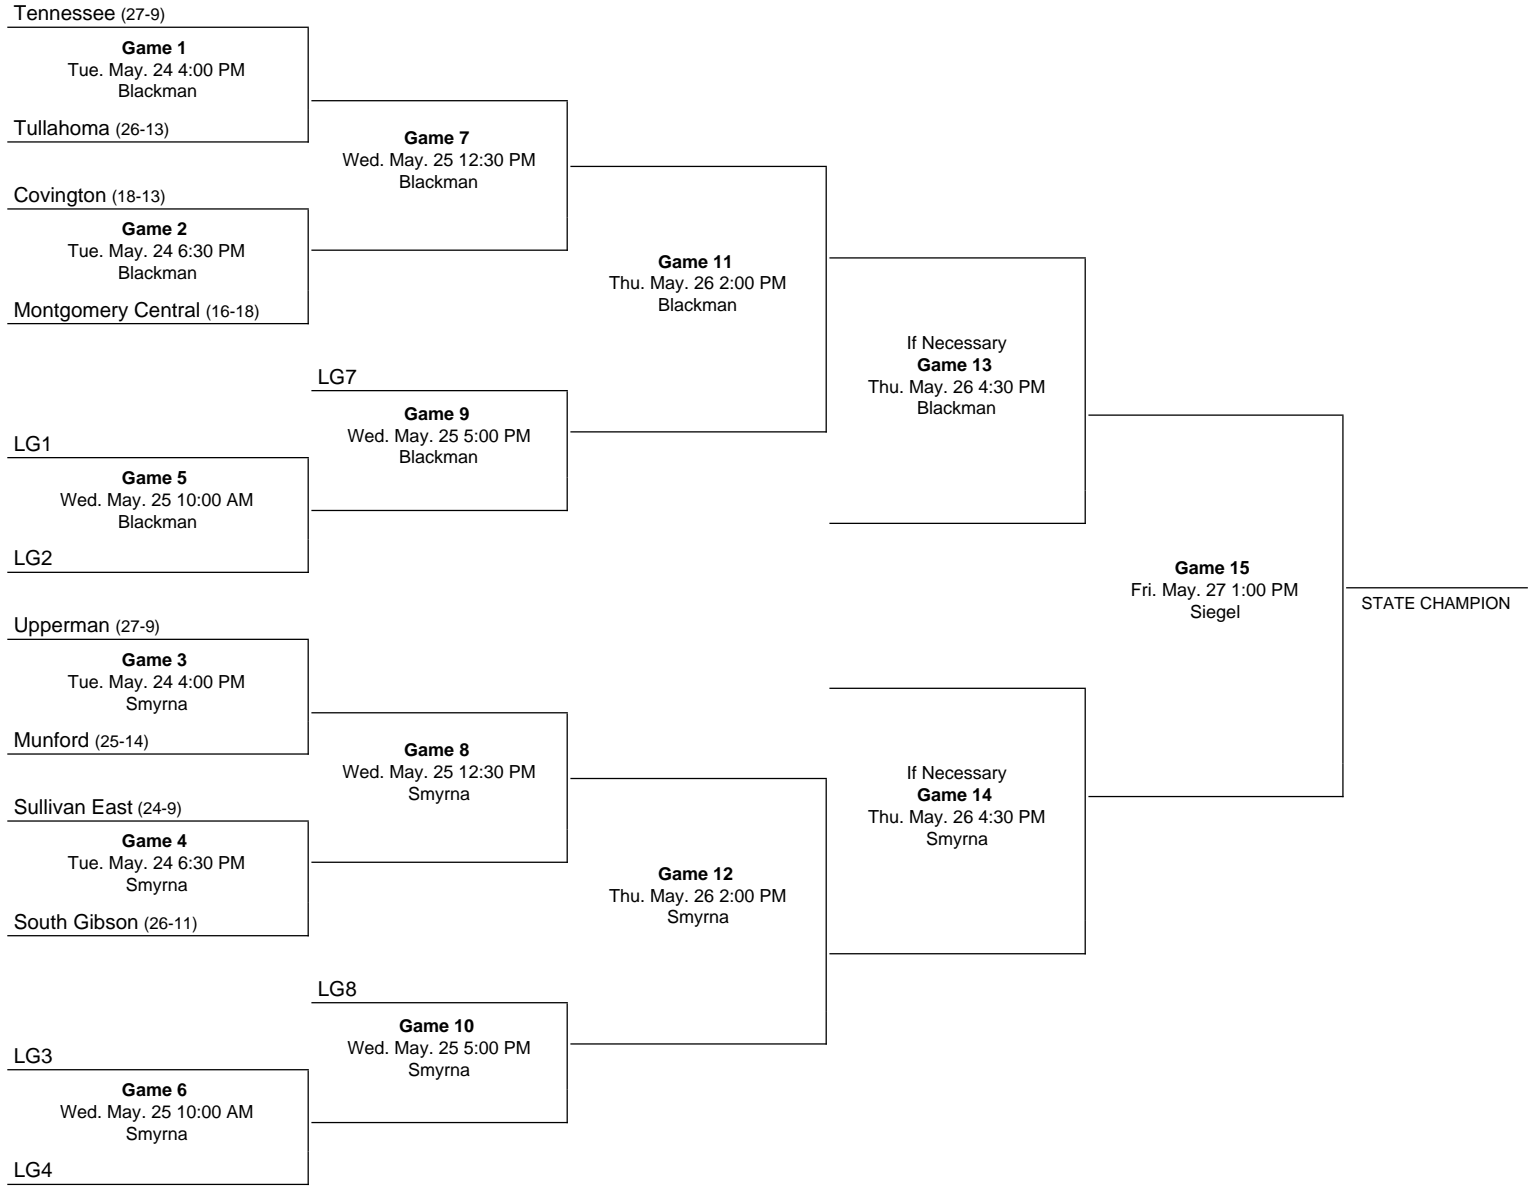 Tennessee (27-9)
Game 1
Tue. May. 24 4:00 PM
Blackman
Tullahoma (26-13)
Game 7
Wed. May. 25 12:30 PM
Blackman
Covington (18-13)
Game 2
Tue. May. 24 6:30 PM
Blackman
Montgomery Central (16-18)
Game 11
Thu. May. 26 2:00 PM
Blackman
If Necessary
Game 13
Thu. May. 26 4:30 PM
Blackman
LG7
Game 9
Wed. May. 25 5:00 PM
Blackman
LG1
Game 5
Wed. May. 25 10:00 AM
Blackman
LG2
Game 15
Fri. May. 27 1:00 PM
Siegel
STATE CHAMPION
Upperman (27-9)
Game 3
Tue. May. 24 4:00 PM
Smyrna
Munford (25-14)
Game 8
Wed. May. 25 12:30 PM
Smyrna
If Necessary
Game 14
Thu. May. 26 4:30 PM
Smyrna
Sullivan East (24-9)
Game 4
Tue. May. 24 6:30 PM
Smyrna
South Gibson (26-11)
Game 12
Thu. May. 26 2:00 PM
Smyrna
LG8
Game 10
Wed. May. 25 5:00 PM
Smyrna
LG3
Game 6
Wed. May. 25 10:00 AM
Smyrna
LG4